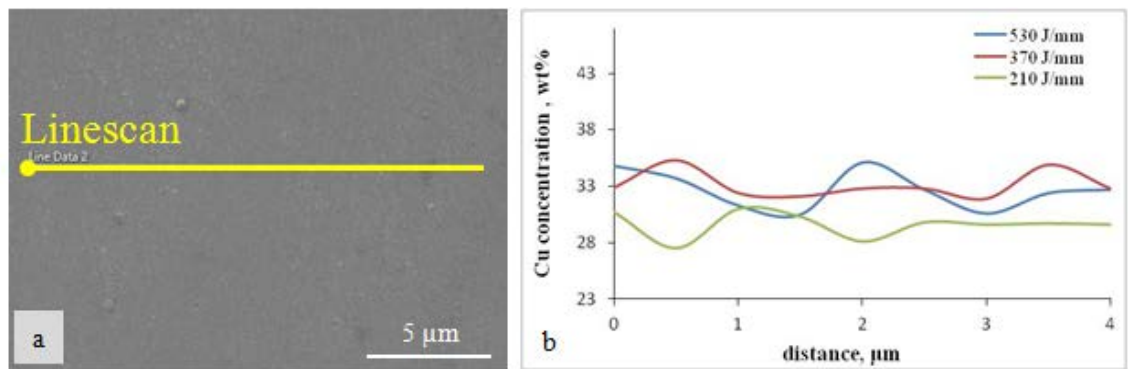 Linescan
Line Data 2
5 µm
a
530 J/mm
370 J/mm
210 J/mm
Cu concentration , wt%
43
38
33
28
23
0 1 2 3 4
distance, µm
b